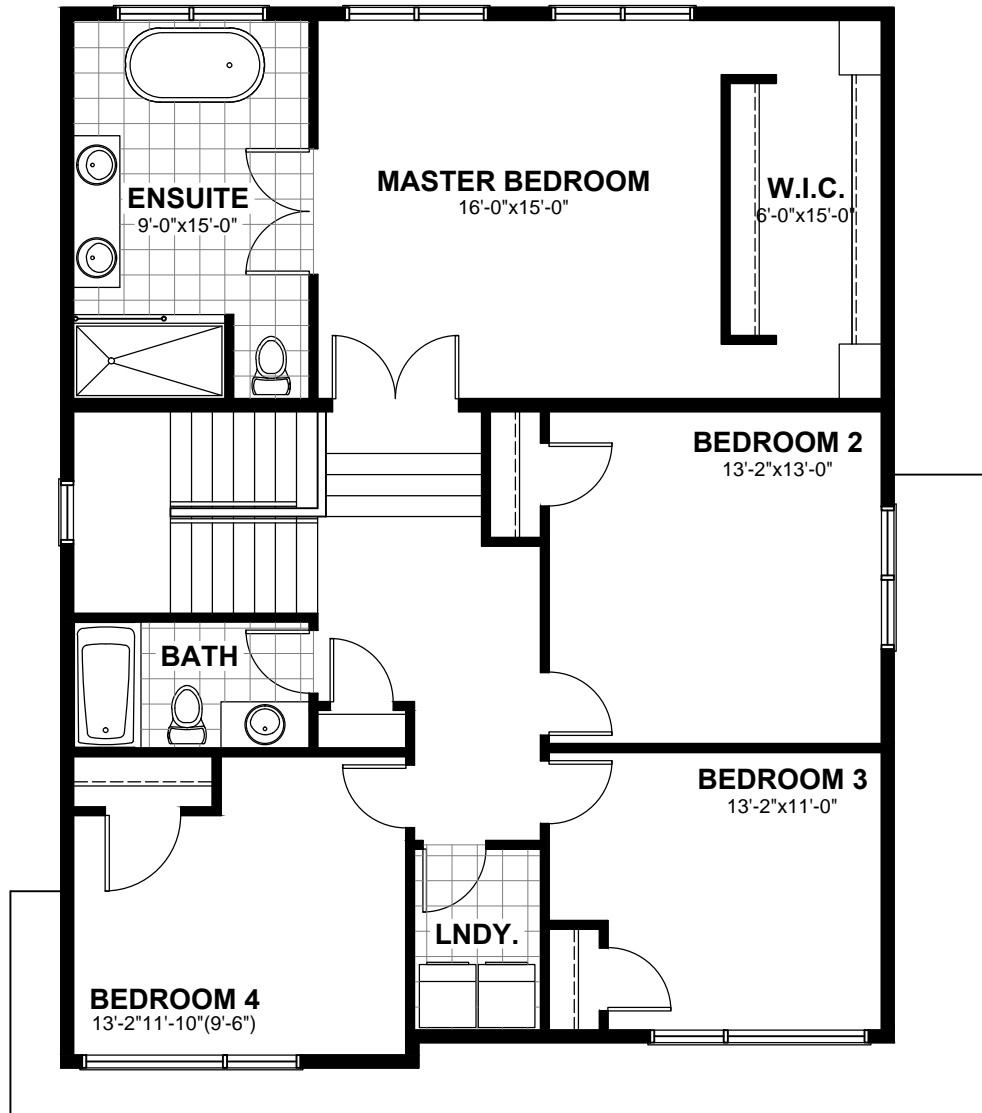 ENSUITE
9'-0"x15'-0"
MASTER BEDROOM
16'-0"x15'-0"
W.I.C.
6'-0"x15'-0"
BEDROOM 2
13'-2"x13'-0"
BATH
BEDROOM 3
13'-2"x11'-0"
LNDY.
BEDROOM 4
13'-2"11'-10"(9'-6")